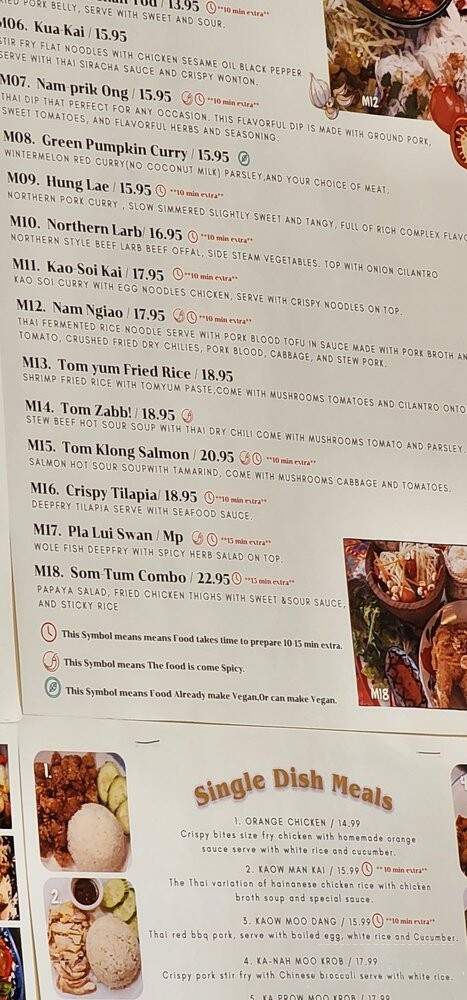 / 13.95 **10 min extra**
PORK BELLY, SERVE WITH SWEET AND SOUR.
M06. Kua-Kai / 15.95
STIR FRY FLAT NOODLES WITH CHICKEN SESAME OIL BLACK PEPPER.
SERVE WITH THAI SIRACHA SAUCE AND CRISPY WONTON.
M07. Nam-prik Ong / 15.95 **10 min extra**
THAI DIP THAT PERFECT FOR ANY OCCASION. THIS FLAVORFUL DIP IS MADE WITH GROUND PORK,
SWEET TOMATOES, AND FLAVORFUL HERBS AND SEASONING.
M08. Green Pumpkin Curry / 15.95
WINTERMELON RED CURRY(NO COCONUT MILK) PARSLEY,AND YOUR CHOICE OF MEAT.
M09. Hung Lae / 15.95 **10 min extra**
NORTHERN PORK CURRY , SLOW SIMMERED SLIGHTLY SWEET AND TANGY, FULL OF RICH COMPLEX
M10. Northern Larb/ 16.95 **10 min extra**
NORTHERN STYLE BEEF LARB BEEF OFFAL, SIDE STEAM VEGETABLES. TOP WITH ONION CILANTRO
M11. Kao-Soi Kai / 17.95 **10 min extra**
KAO SOI CURRY WITH EGG NOODLES CHICKEN, SERVE WITH CRISPY NOODLES ON TOP.
M12. Nam Ngiao / 17.95 **10 min extra**
THAI FERMENTED RICE NOODLE SERVE WITH PORK BLOOD TOFU IN SAUCE MADE WITH PORK BROTH
TOMATO, CRUSHED FRIED DRY CHILIES, PORK BLOOD, CABBAGE, AND STEW PORK.
M13. Tom yum Fried Rice / 18.95
SHRIMP FRIED RICE WITH TOMYUM PASTE,COME WITH MUSHROOMS TOMATOES AND CILANTRO ONTO
M14. Tom Zabb! / 18.95
STEW BEEF HOT SOUR SOUP WITH THAI DRY CHILI COME WITH MUSHROOMS TOMATO AND PARSLEY.
M15. Tom Klong Salmon / 20.95 **10 min extra**
SALMON HOT SOUR SOUPWITH TAMARIND, COME WITH MUSHROOMS CABBAGE AND TOMATOES.
M16. Crispy Tilapia/ 18.95 **10 min extra**
DEEPFRY TILAPIA SERVE WITH SEAFOOD SAUCE.
M17. Pla Lui Swan / Mp **15 min extra**
WOLE FISH DEEPFRY WITH SPICY HERB SALAD ON TOP.
M18. Som-Tum Combo / 22.95 **15 min extra**
PAPAYA SALAD, FRIED CHICKEN THIGHS WITH SWEET &SOUR SAUCE,
AND STICKY RICE
This Symbol means means Food takes time to prepare 10-15 min extra.
This Symbol means The food is come Spicy.
This Symbol means Food Already make Vegan,Or can make Vegan.
M12
M18
Single Dish Meals
1. ORANGE CHICKEN / 14.99
Crispy bites size fry chicken with homemade orange
sauce serve with white rice and cucumber.
2. KAOW MAN KAI / 15.99 **10 min extra**
The Thai variation of hainanese chicken rice with chicken
broth soup and special sauce.
3. KAOW MOO DANG / 15.99 **10 min extra**
Thai red bbq pork, serve with boiled egg, white rice and Cucumber.
4. KA-NAH MOO KROB / 17.99
Crispy pork stir fry with Chinese broccoli serve with white rice.
5. KA PROW MOO KROB / 17.99
1.
2.